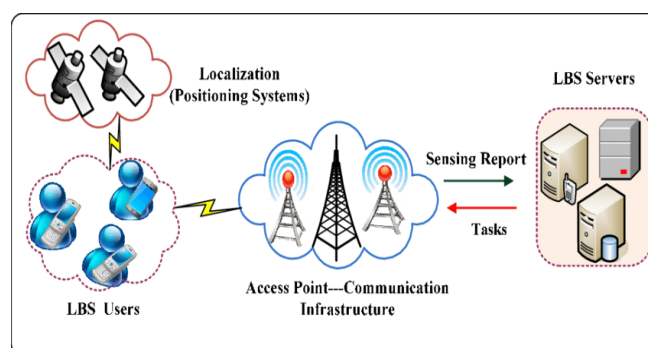 Localization
(Positioning Systems)
LBS Servers
Sensing Report
Tasks
LBS Users
Access Point---Communication
Infrastructure